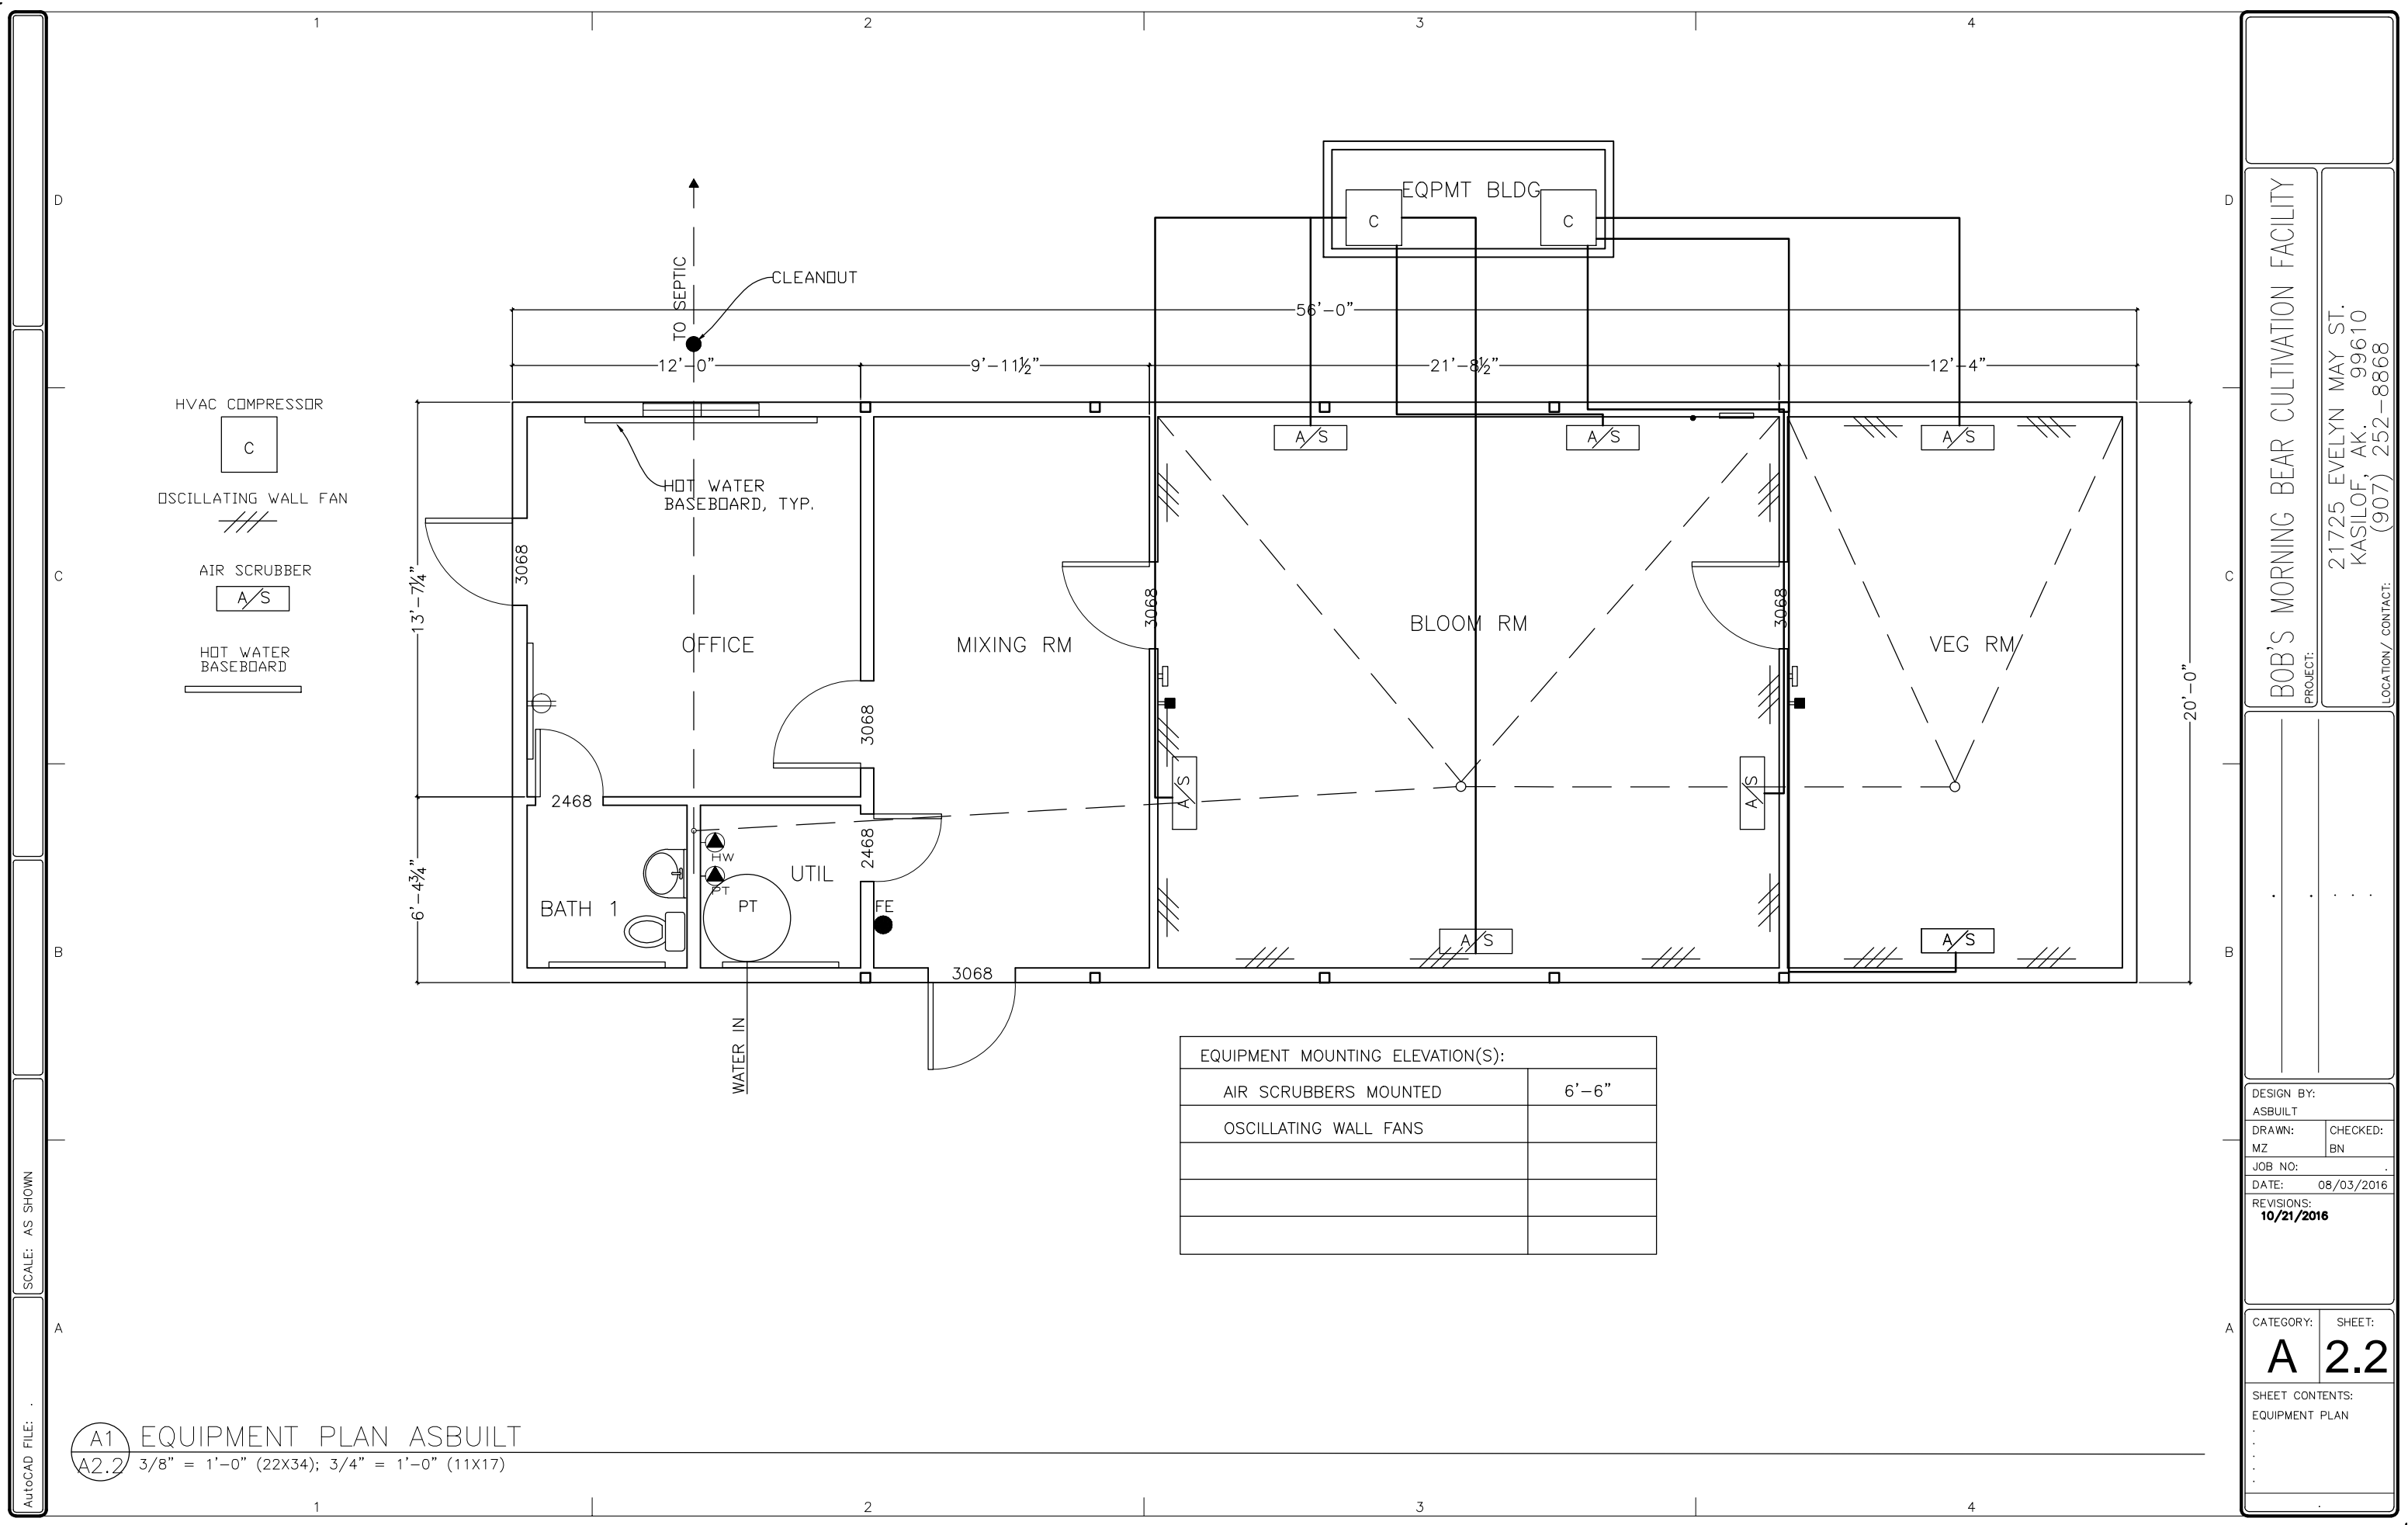 1
2
3
4
D
D
C
C
B
B
A
A
1
2
3
4
HVAC COMPRESSOR
C
OSCILLATING WALL FAN
AIR SCRUBBER
A/S
HOT WATER
BASEBOARD
TO SEPTIC
CLEANOUT
EQPMT BLDG
C
C
56'-0"
12'-0"
9'-11½"
21'-8½"
12'-4"
13'-7¼"
6'-4¾"
20'-0"
HOT WATER
BASEBOARD, TYP.
A/S
A/S
A/S
3068
3068
3068
OFFICE
MIXING RM
BLOOM RM
VEG RM
3068
2468
2468
A/S
A/S
HW
PT
PT
UTIL
BATH 1
FE
A/S
A/S
3068
WATER IN
EQUIPMENT MOUNTING ELEVATION(S):
AIR SCRUBBERS MOUNTED 6'-6"
OSCILLATING WALL FANS
A1
A2.2
EQUIPMENT PLAN ASBUILT
3/8" = 1'-0" (22X34); 3/4" = 1'-0" (11X17)
SCALE: AS SHOWN
AutoCAD FILE: .
BOB'S MORNING BEAR CULTIVATION FACILITY
PROJECT:
21725 EVELYN MAY ST.
KASILOF, AK. 99610
(907) 252-8868
LOCATION/ CONTACT:
DESIGN BY:
ASBUILT
DRAWN:
MZ
CHECKED:
BN
JOB NO: .
DATE: 08/03/2016
REVISIONS:
10/21/2016
CATEGORY:
A
SHEET:
2.2
SHEET CONTENTS:
EQUIPMENT PLAN